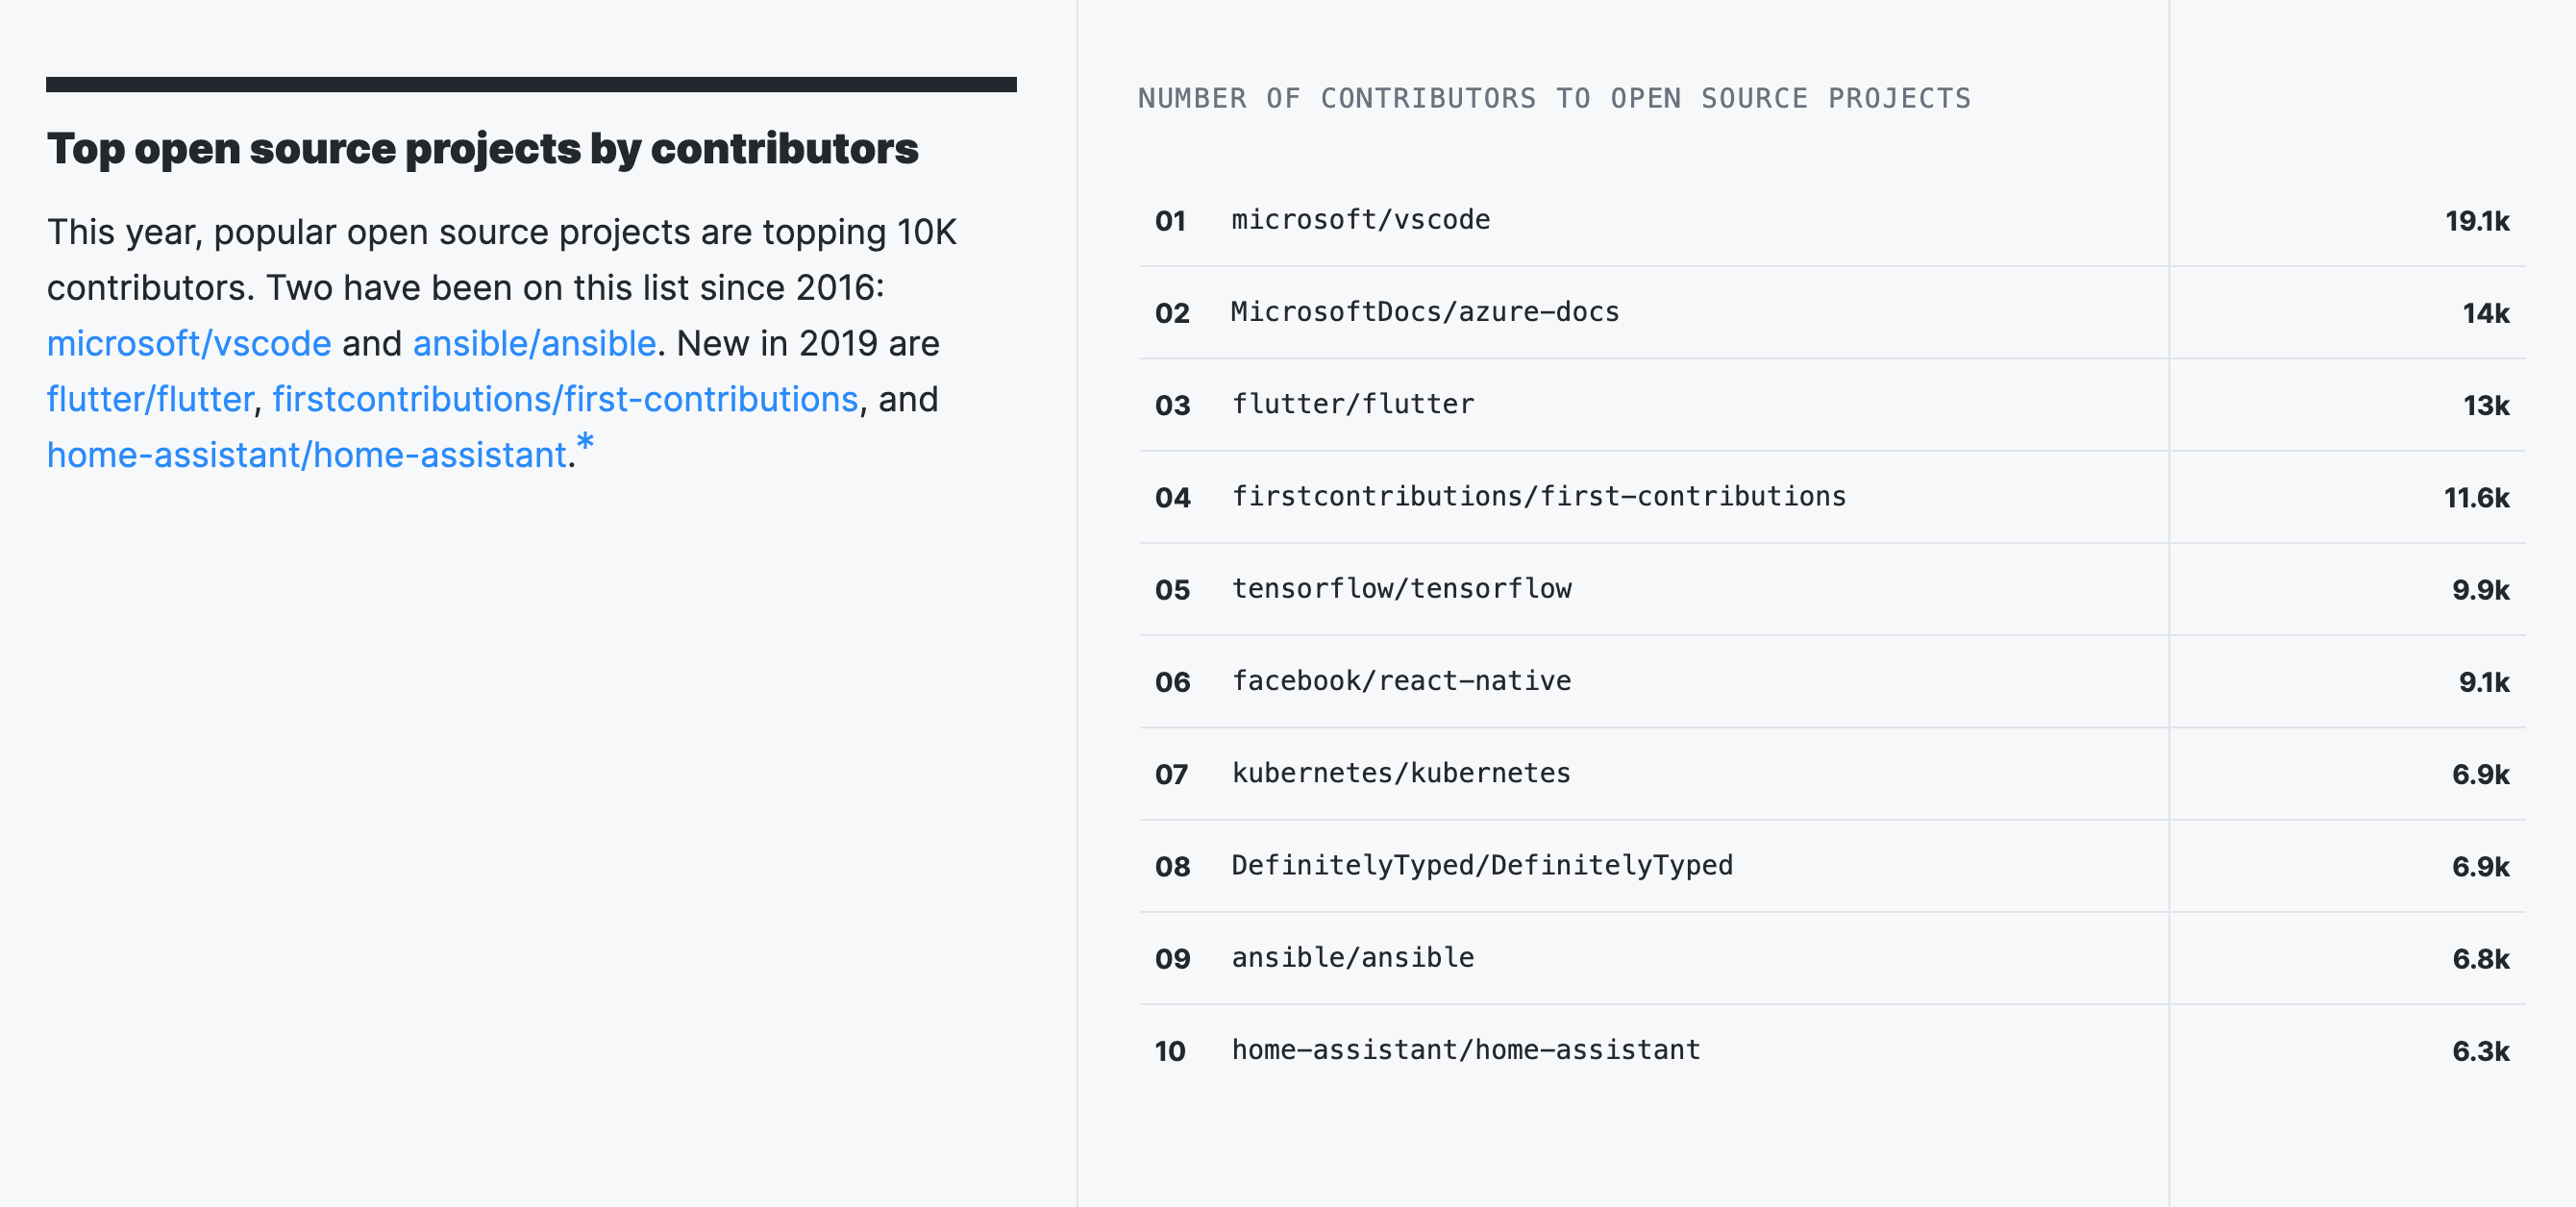 Top open source projects by contributors
This year, popular open source projects are topping 10K
contributors. Two have been on this list since 2016:
microsoft/vscode and ansible/ansible. New in 2019 are
flutter/flutter, firstcontributions/first-contributions, and
home-assistant/home-assistant.*
NUMBER OF CONTRIBUTORS TO OPEN SOURCE PROJECTS
01 microsoft/vscode 19.1k
02 MicrosoftDocs/azure-docs 14k
03 flutter/flutter 13k
04 firstcontributions/first-contributions 11.6k
05 tensorflow/tensorflow 9.9k
06 facebook/react-native 9.1k
07 kubernetes/kubernetes 6.9k
08 DefinitelyTyped/DefinitelyTyped 6.9k
09 ansible/ansible 6.8k
10 home-assistant/home-assistant 6.3k